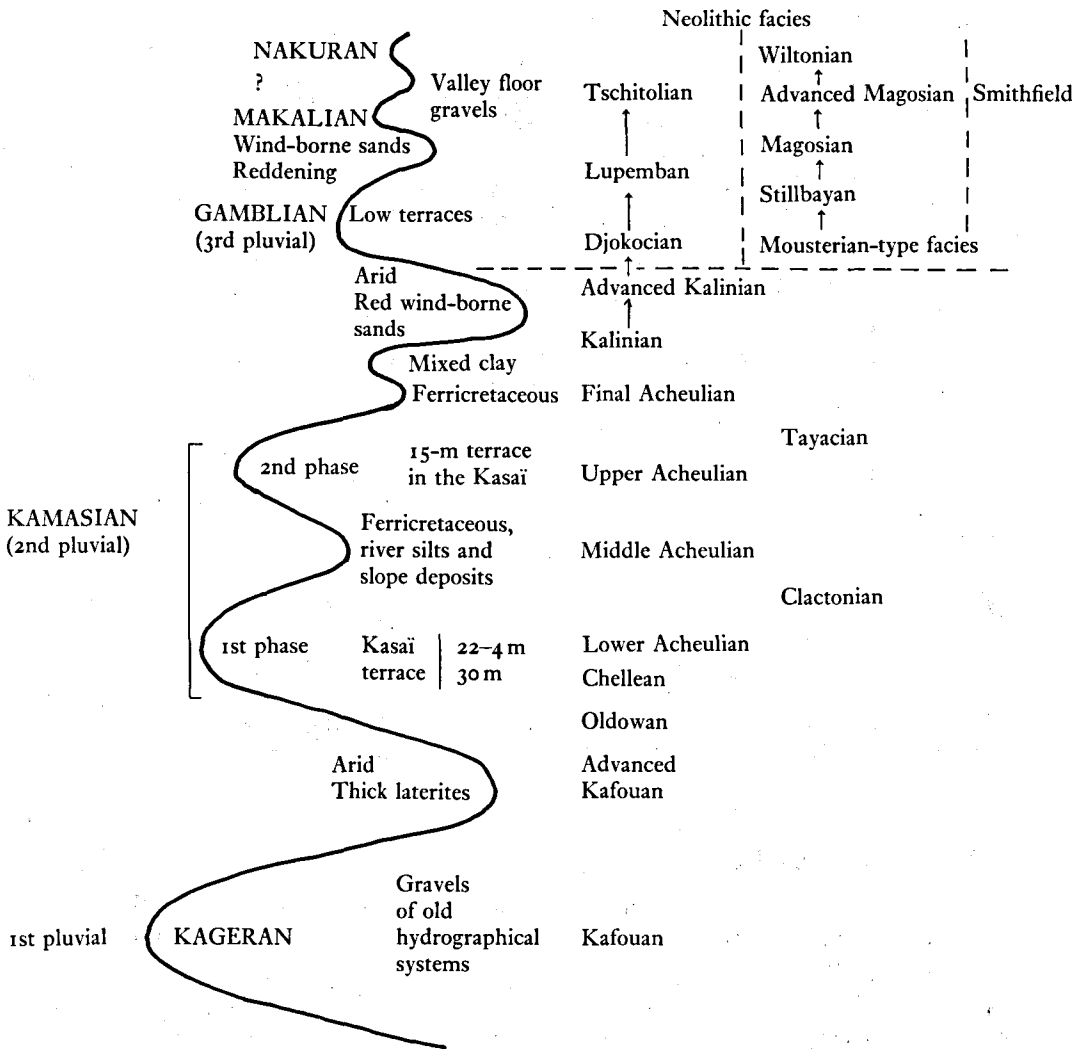 Neolithic facies
NAKURAN
?
Valley floor
gravels
Tschitolian
Wiltonian
Advanced Magosian
Smithfield
MAKALIAN
Wind-borne sands
Reddening
Lupemban
Magosian
Stillbayan
GAMBLIAN
(3rd pluvial)
Low terraces
Djokocian
Mousterian-type facies
Arid
Red wind-borne
sands
Advanced Kalinian
Kalinian
Mixed clay
Ferricretaceous
Final Acheulian
Tayacian
2nd phase
15-m terrace
in the Kasaï
Upper Acheulian
KAMASIAN
(2nd pluvial)
Ferricretaceous,
river silts and
slope deposits
Middle Acheulian
Clactonian
1st phase
Kasaï
terrace
22–4 m
30 m
Lower Acheulian
Chellean
Oldowan
Arid
Thick laterites
Advanced
Kafouan
1st pluvial
KAGERAN
Gravels
of old
hydrographical
systems
Kafouan